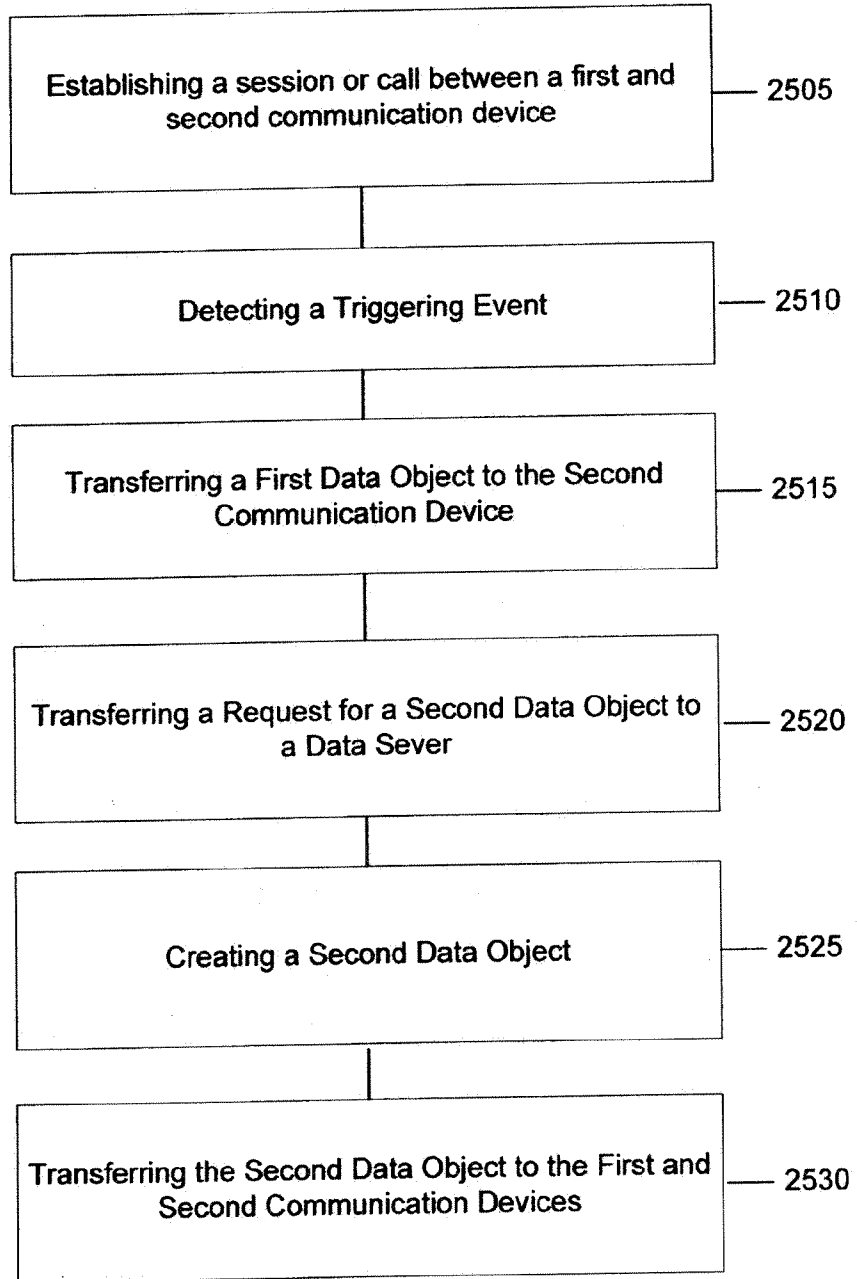 Establishing a session or call between a first and
second communication device
2505
Detecting a Triggering Event
2510
Transferring a First Data Object to the Second
Communication Device
2515
Transferring a Request for a Second Data Object to
a Data Sever
2520
Creating a Second Data Object
2525
Transferring the Second Data Object to the First and
Second Communication Devices
2530